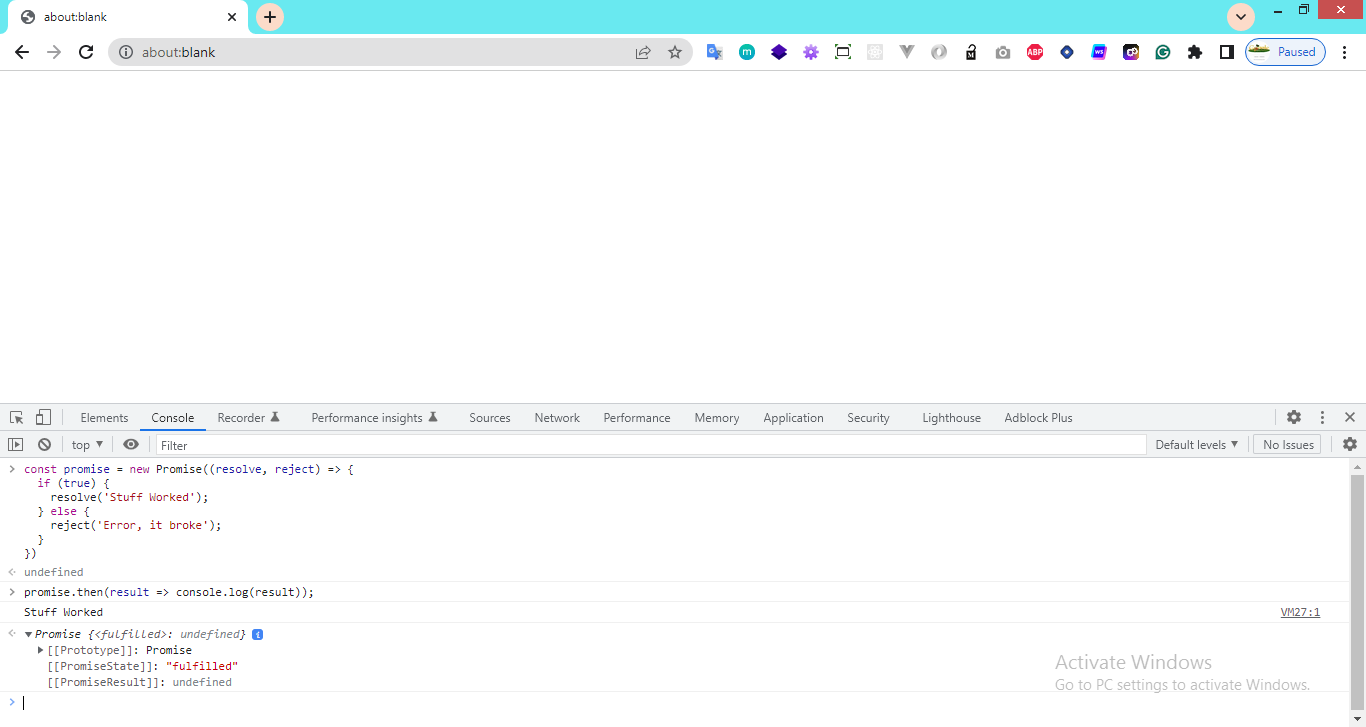 about:blank
about:blank
G
m
M
ABP
WS
G
Paused
Elements Console Recorder Performance insights Sources Network Performance Memory Application Security Lighthouse Adblock Plus
top ▼ Filter Default levels ▼ No Issues
> const promise = new Promise((resolve, reject) => {
if (true) {
resolve('Stuff Worked');
} else {
reject('Error, it broke');
}
})
undefined
> promise.then(result => console.log(result));
Stuff Worked VM27:1
▼Promise {<fulfilled>: undefined} i
▶[[Prototype]]: Promise
[[PromiseState]]: "fulfilled"
[[PromiseResult]]: undefined
>
Activate Windows
Go to PC settings to activate Windows.